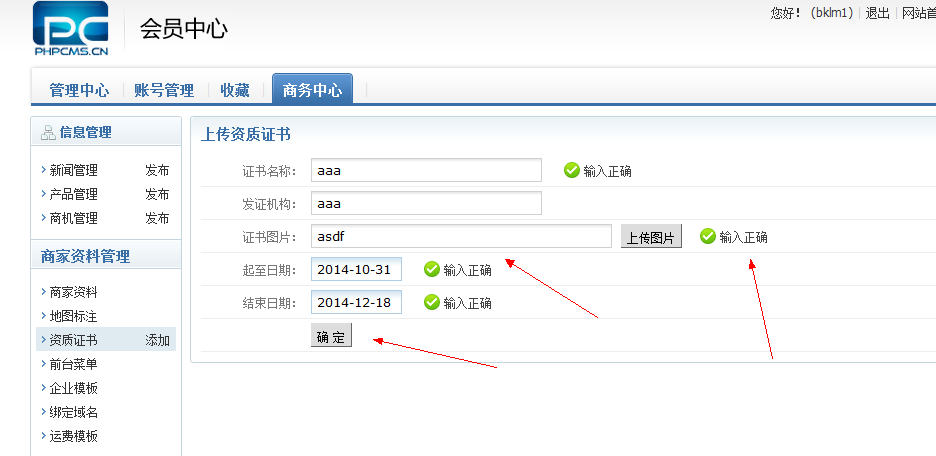 您好！(bklm1) 退出 网站首
PC
PHPCMS.CN
会员中心
管理中心 账号管理 收藏 商务中心
信息管理
新闻管理 发布
产品管理 发布
商机管理 发布
商家资料管理
商家资料
地图标注
资质证书 添加
前台菜单
企业模板
绑定域名
运费模板
上传资质证书
证书名称： aaa 输入正确
发证机构： aaa
证书图片： asdf 上传图片 输入正确
起至日期： 2014-10-31 输入正确
结束日期： 2014-12-18 输入正确
确 定